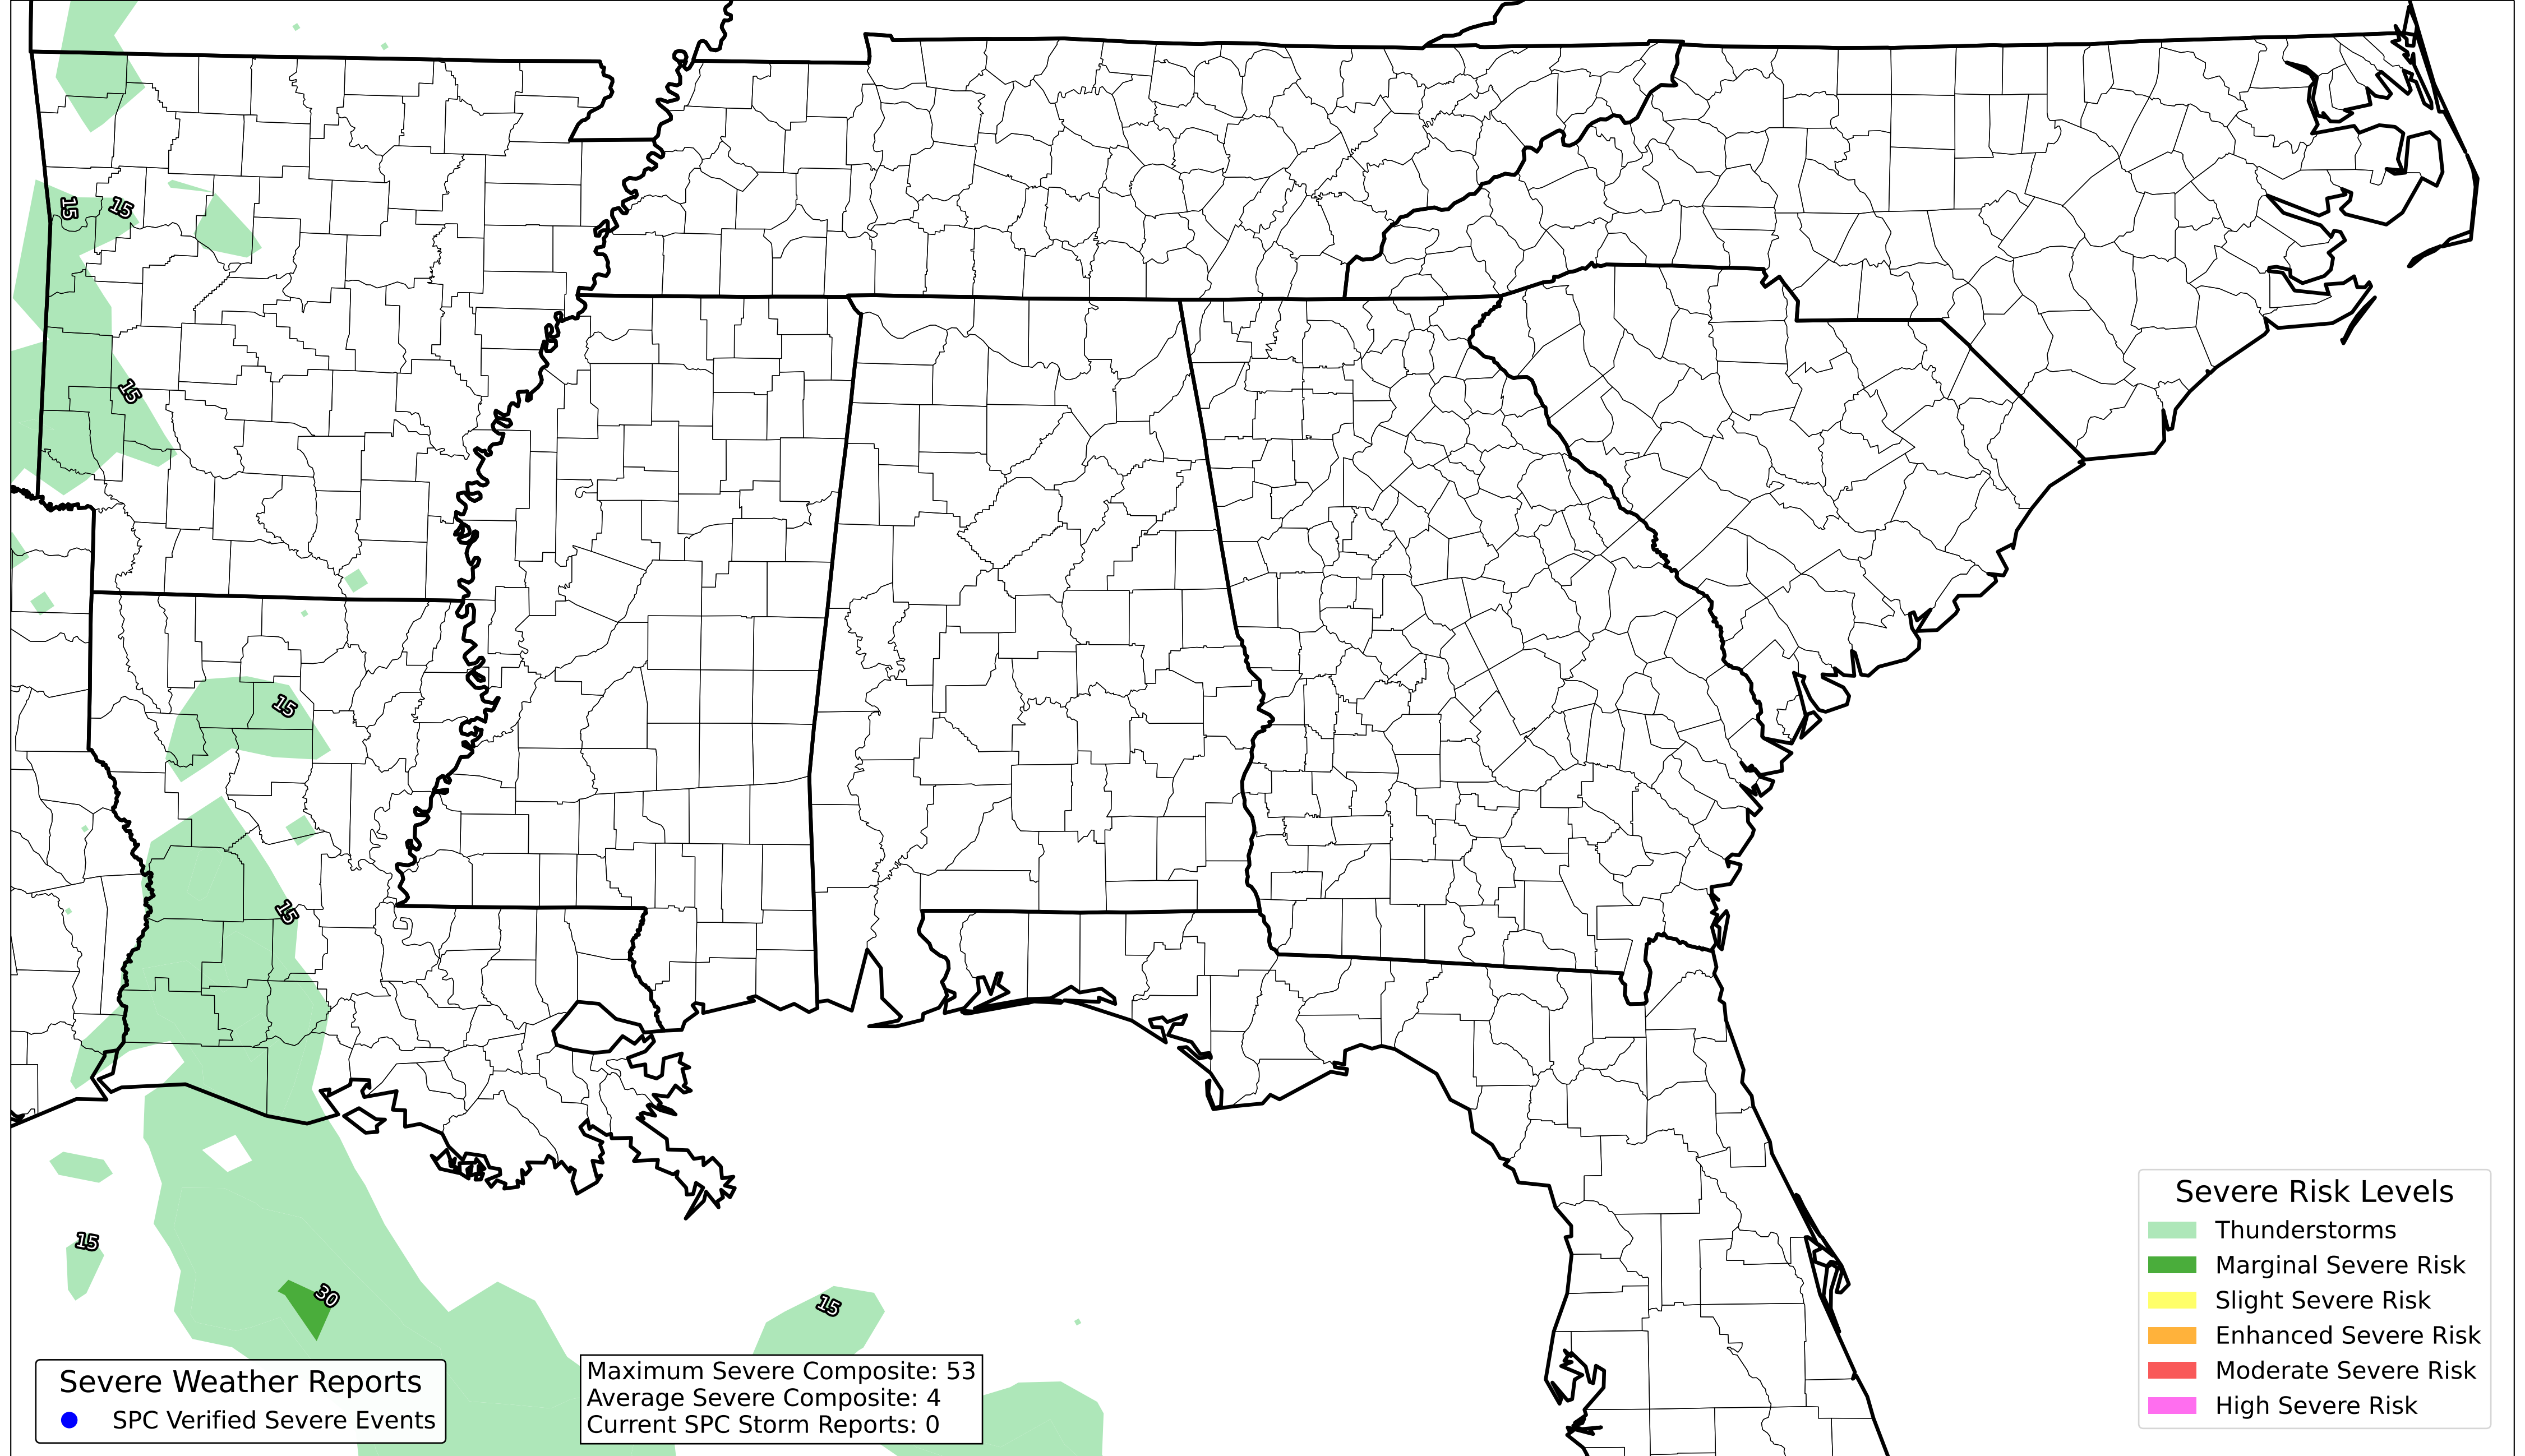 15
15
15
15
15
15
30
15
Severe Weather Reports
SPC Verified Severe Events
Maximum Severe Composite: 53
Average Severe Composite: 4
Current SPC Storm Reports: 0
Severe Risk Levels
Thunderstorms
Marginal Severe Risk
Slight Severe Risk
Enhanced Severe Risk
Moderate Severe Risk
High Severe Risk